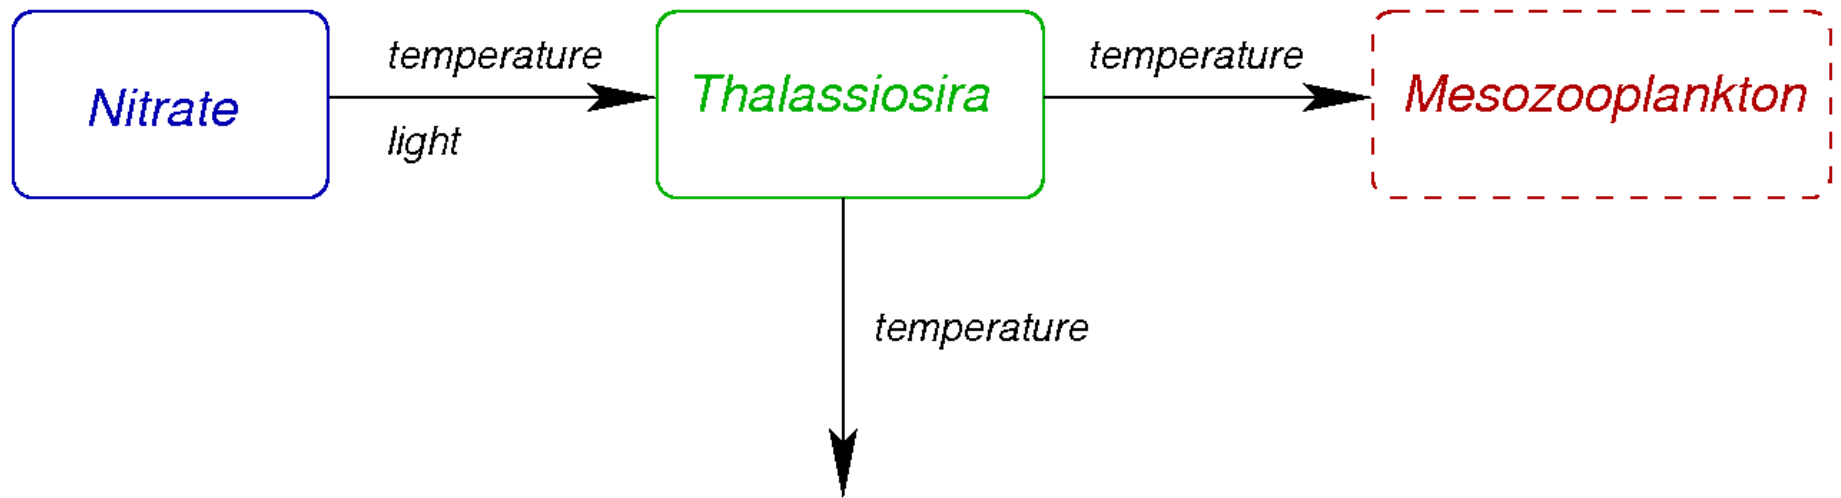 temperature
temperature
Nitrate
Thalassiosira
Mesozooplankton
light
temperature